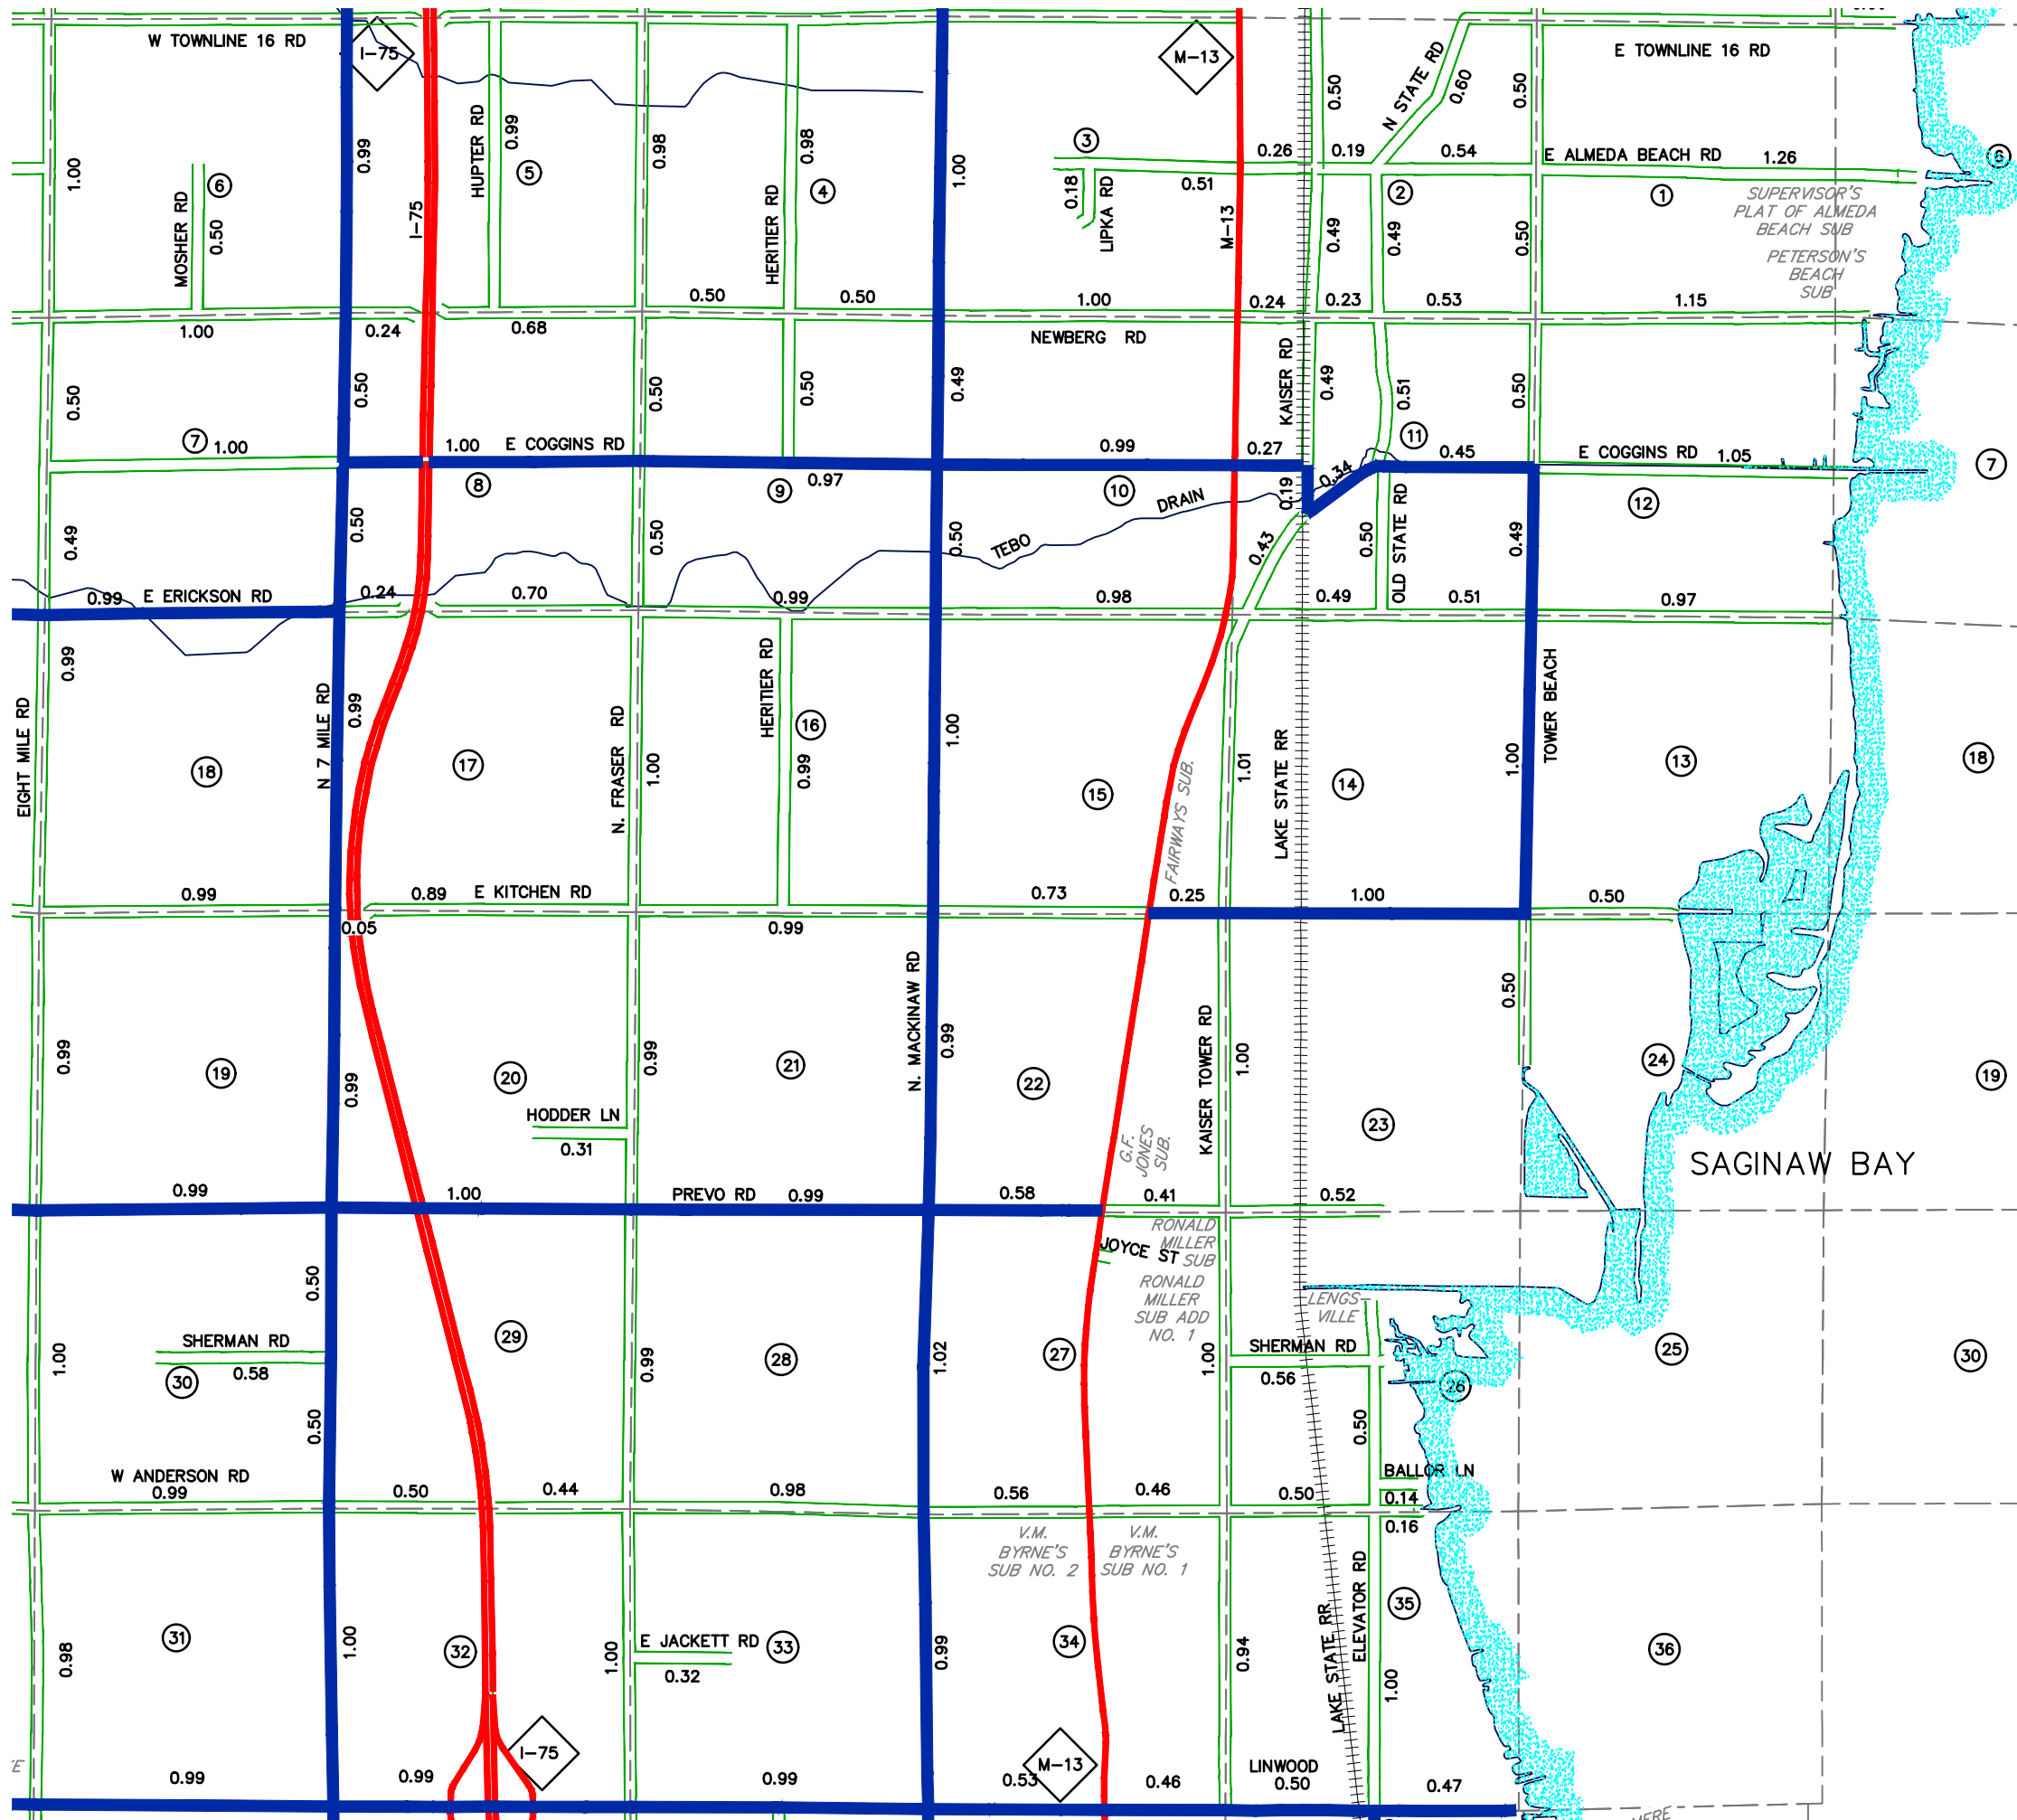 W TOWNLINE 16 RD
I-75
M-13
N STATE RD
E TOWNLINE 16 RD
0.60
0.50
0.50
HUPTER RD
0.99
0.99
0.98
0.98
1.00
1.00
3
0.26
0.19
0.54
E ALMEDA BEACH RD
1.26
6
MOSHER RD
6
0.50
I-75
5
HERITIER RD
4
0.18
LIPKA RD
0.51
M-13
2
1
0.49
0.49
0.50
SUPERVISOR'S
PLAT OF ALMEDA
BEACH SUB
PETERSON'S
BEACH
SUB
1.00
0.24
0.68
0.50
0.50
1.00
0.24
0.23
0.53
1.15
NEWBERG RD
KAISER RD
0.50
0.50
0.50
0.50
0.49
0.49
0.51
0.50
7
1.00
1.00
E COGGINS RD
0.99
0.27
11
0.45
E COGGINS RD
1.05
7
8
9
0.97
10
DRAIN
0.19
0.34
12
0.49
0.50
0.50
0.50
TEBO
0.43
0.50
OLD STATE RD
0.49
0.99
E ERICKSON RD
0.24
0.70
0.99
0.98
0.49
0.51
0.97
EIGHT MILE RD
0.99
N 7 MILE RD
0.99
N. FRASER RD
1.00
HERITIER RD
16
0.99
1.00
15
FAIRWAYS SUB.
1.01
LAKE STATE RR
14
1.00
TOWER BEACH
13
18
18
17
0.99
0.89
E KITCHEN RD
0.73
0.25
1.00
0.50
0.05
0.99
N. MACKINAW RD
0.99
0.50
0.99
19
0.99
20
0.99
21
22
KAISER TOWER RD
1.00
23
24
19
HODDER LN
0.31
G.F.
JONES
SUB.
SAGINAW BAY
0.99
1.00
PREVO RD
0.99
0.58
0.41
0.52
RONALD
MILLER
SUB
JOYCE ST
RONALD
MILLER
SUB ADD
NO. 1
LENGS-
VILLE
0.50
SHERMAN RD
0.58
30
1.00
29
0.99
28
1.02
27
1.00
SHERMAN RD
0.56
26
25
30
0.50
0.50
W ANDERSON RD
0.99
0.50
0.44
0.98
0.56
0.46
0.50
BALLOR LN
0.14
0.16
V.M.
BYRNE'S
SUB NO. 2
V.M.
BYRNE'S
SUB NO. 1
31
0.98
1.00
32
1.00
E JACKETT RD
0.32
33
0.99
34
0.94
LAKE STATE RR
ELEVATOR RD
35
1.00
36
I-75
M-13
0.99
0.99
0.99
0.53
0.46
LINWOOD
0.50
0.47